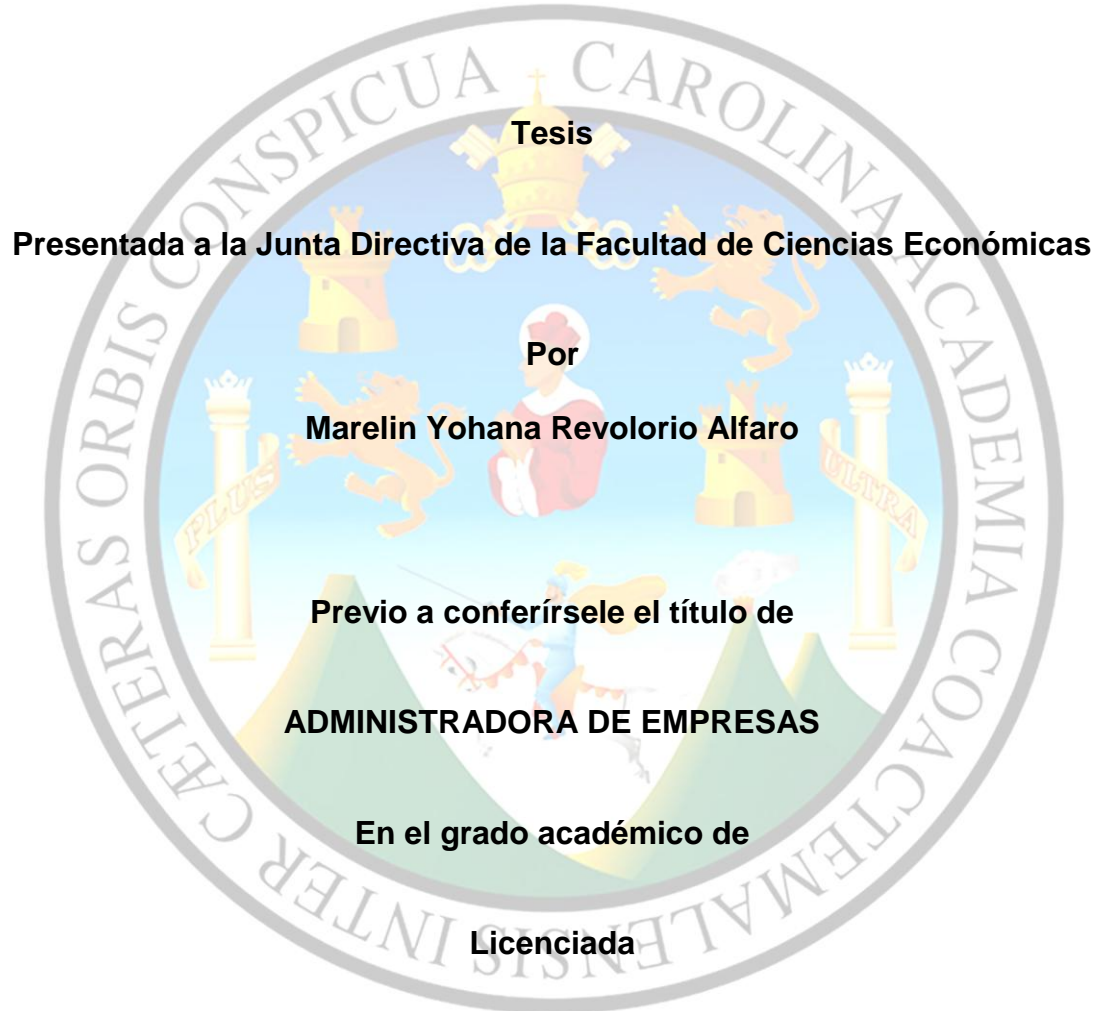 Tesis
Presentada a la Junta Directiva de la Facultad de Ciencias Económicas
Por
Marelin Yohana Revolorio Alfaro
Previo a conferírsele el título de
ADMINISTRADORA DE EMPRESAS
En el grado académico de
Licenciada
CAROLINA ACADEMIA COACTEMALENSIS INTER CÆTERAS ORBIS CONSPICUA
PLUS
ULTRA